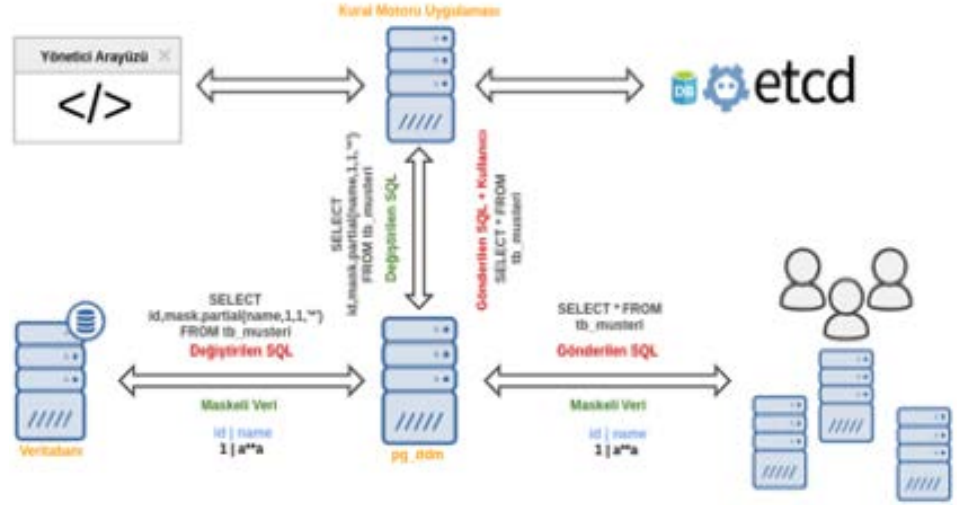 Kural Motoru Uygulaması
Yönetici Arayüzü
</>
DB
etcd
SELECT
id,mask.partial(name,1,1,'*')
FROM tb_musteri
Değiştirilen SQL
Gönderilen SQL + Kullanıcı
SELECT * FROM
tb_musteri
SELECT
id,mask.partial(name,1,1,'*')
FROM tb_musteri
Değiştirilen SQL
Maskeli Veri
id | name
1 | a**a
Veritabanı
pg_ddm
SELECT * FROM
tb_musteri
Gönderilen SQL
Maskeli Veri
id | name
1 | a**a